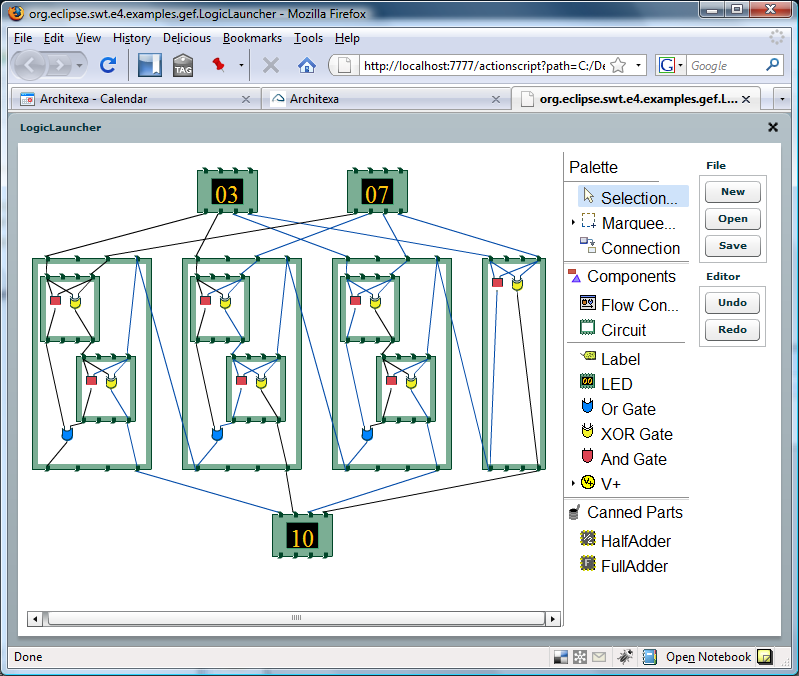 org.eclipse.swt.e4.examples.gef.LogicLauncher - Mozilla Firefox
File Edit View History Delicious Bookmarks Tools Help
TAG http://localhost:7777/actionscript?path=C:/De G Google
Architexa - Calendar Architexa org.eclipse.swt.e4.examples.gef.L...
LogicLauncher
03 07
10
Palette
Selection...
Marquee...
Connection
Components
Flow Con...
Circuit
Label
LED
Or Gate
XOR Gate
And Gate
V+
Canned Parts
HalfAdder
FullAdder
File
New
Open
Save
Editor
Undo
Redo
Done Open Notebook